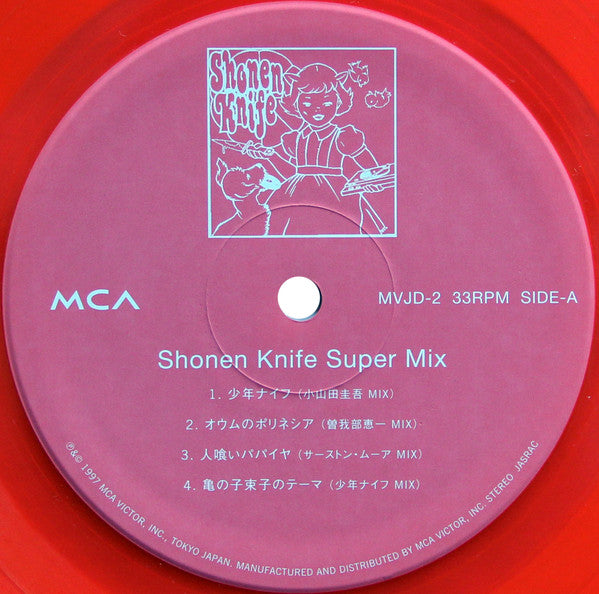 Shonen
Knife
MCA
MVJD-2 33RPM SIDE-A
Shonen Knife Super Mix
1. 少年ナイフ (小山田圭吾 MIX)
2. オウムのポリネシア (曽我部恵一 MIX)
3. 人喰いパパイヤ (サーストン・ムーア MIX)
4. 亀の子束子のテーマ (少年ナイフ MIX)
℗&© 1997 MCA VICTOR, INC., TOKYO JAPAN. MANUFACTURED AND DISTRIBUTED BY MCA VICTOR, INC. STEREO JASRAC